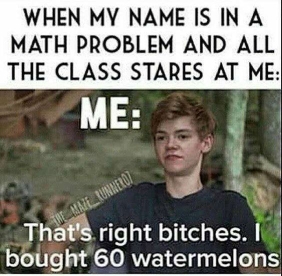 WHEN MY NAME IS IN A
MATH PROBLEM AND ALL
THE CLASS STARES AT ME:
ME:
THE_MAZE_RUNNER07
That's right bitches. I
bought 60 watermelons